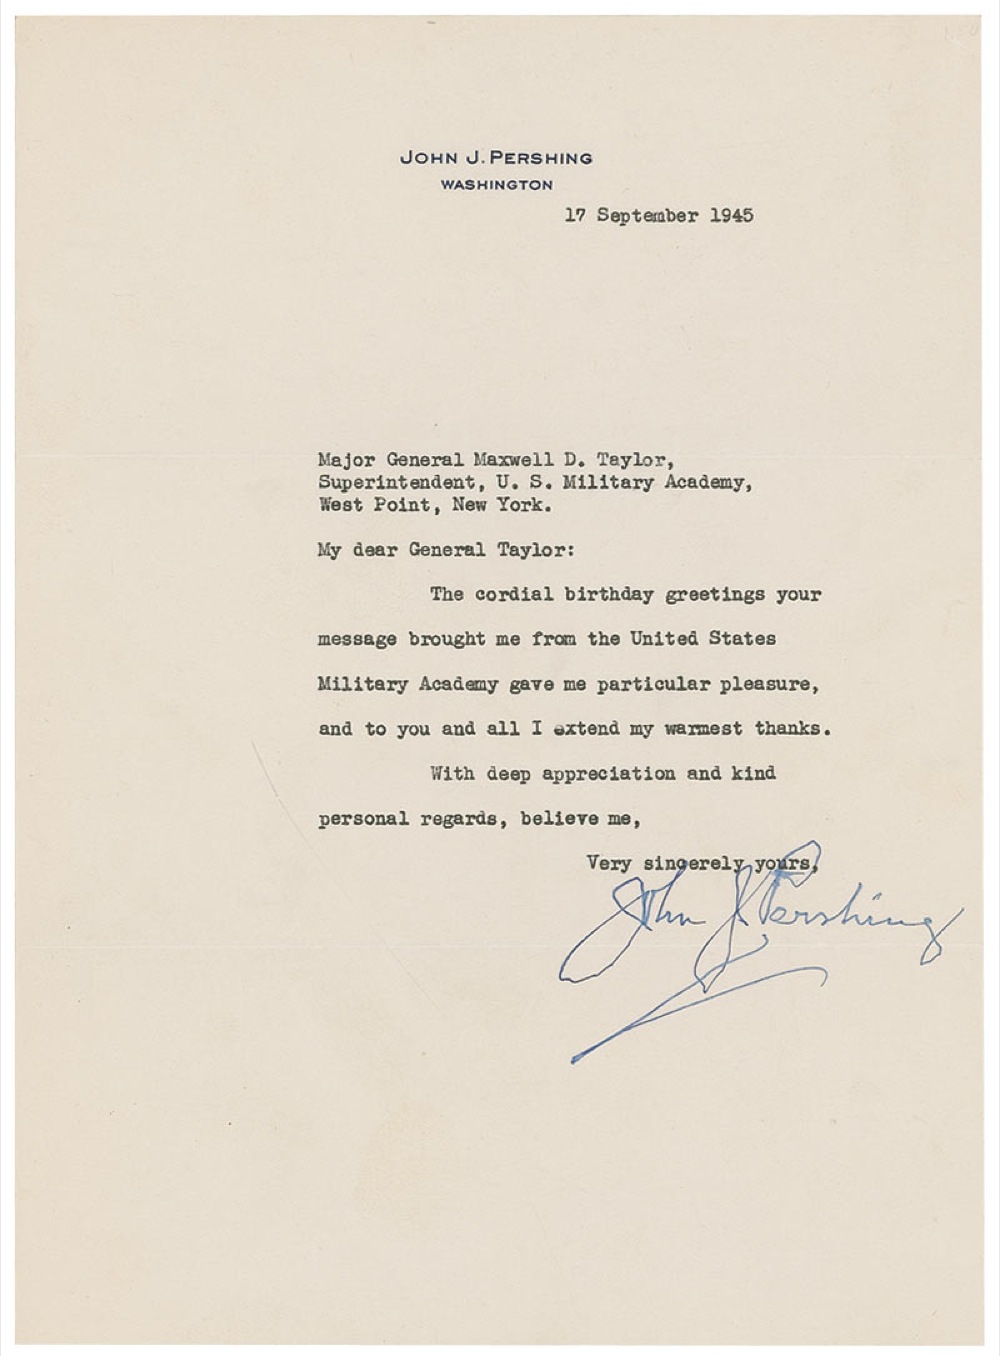 JOHN J. PERSHING
WASHINGTON
17 September 1945
Major General Maxwell D. Taylor,
Superintendent, U. S. Military Academy,
West Point, New York.
My dear General Taylor:
The cordial birthday greetings your
message brought me from the United States
Military Academy gave me particular pleasure,
and to you and all I extend my warmest thanks.
With deep appreciation and kind
personal regards, believe me,
Very sincerely yours,
John J. Pershing